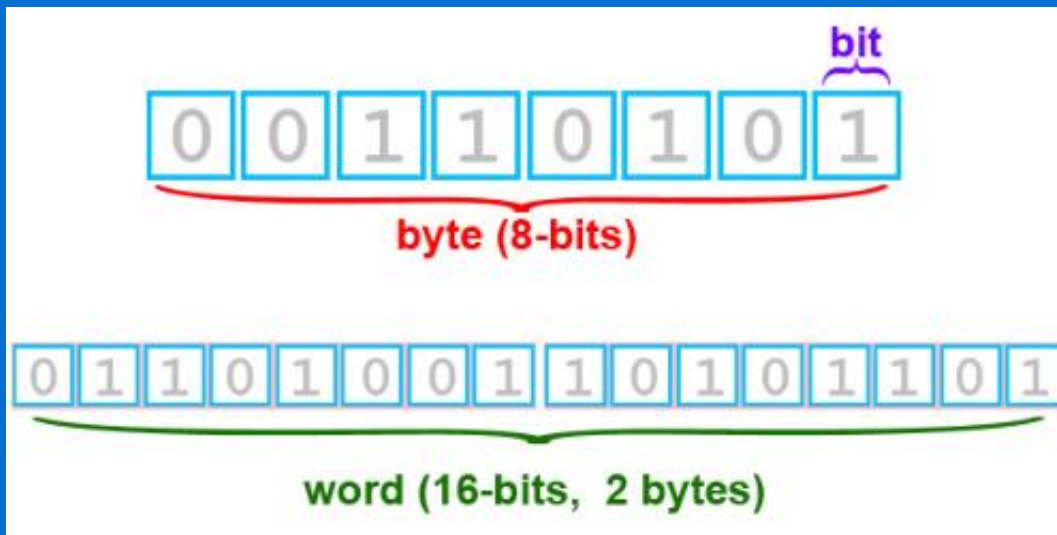 bit
0 0 1 1 0 1 0 1
byte (8-bits)
0 1 1 0 1 0 0 1 1 0 1 0 1 1 0 1
word (16-bits, 2 bytes)